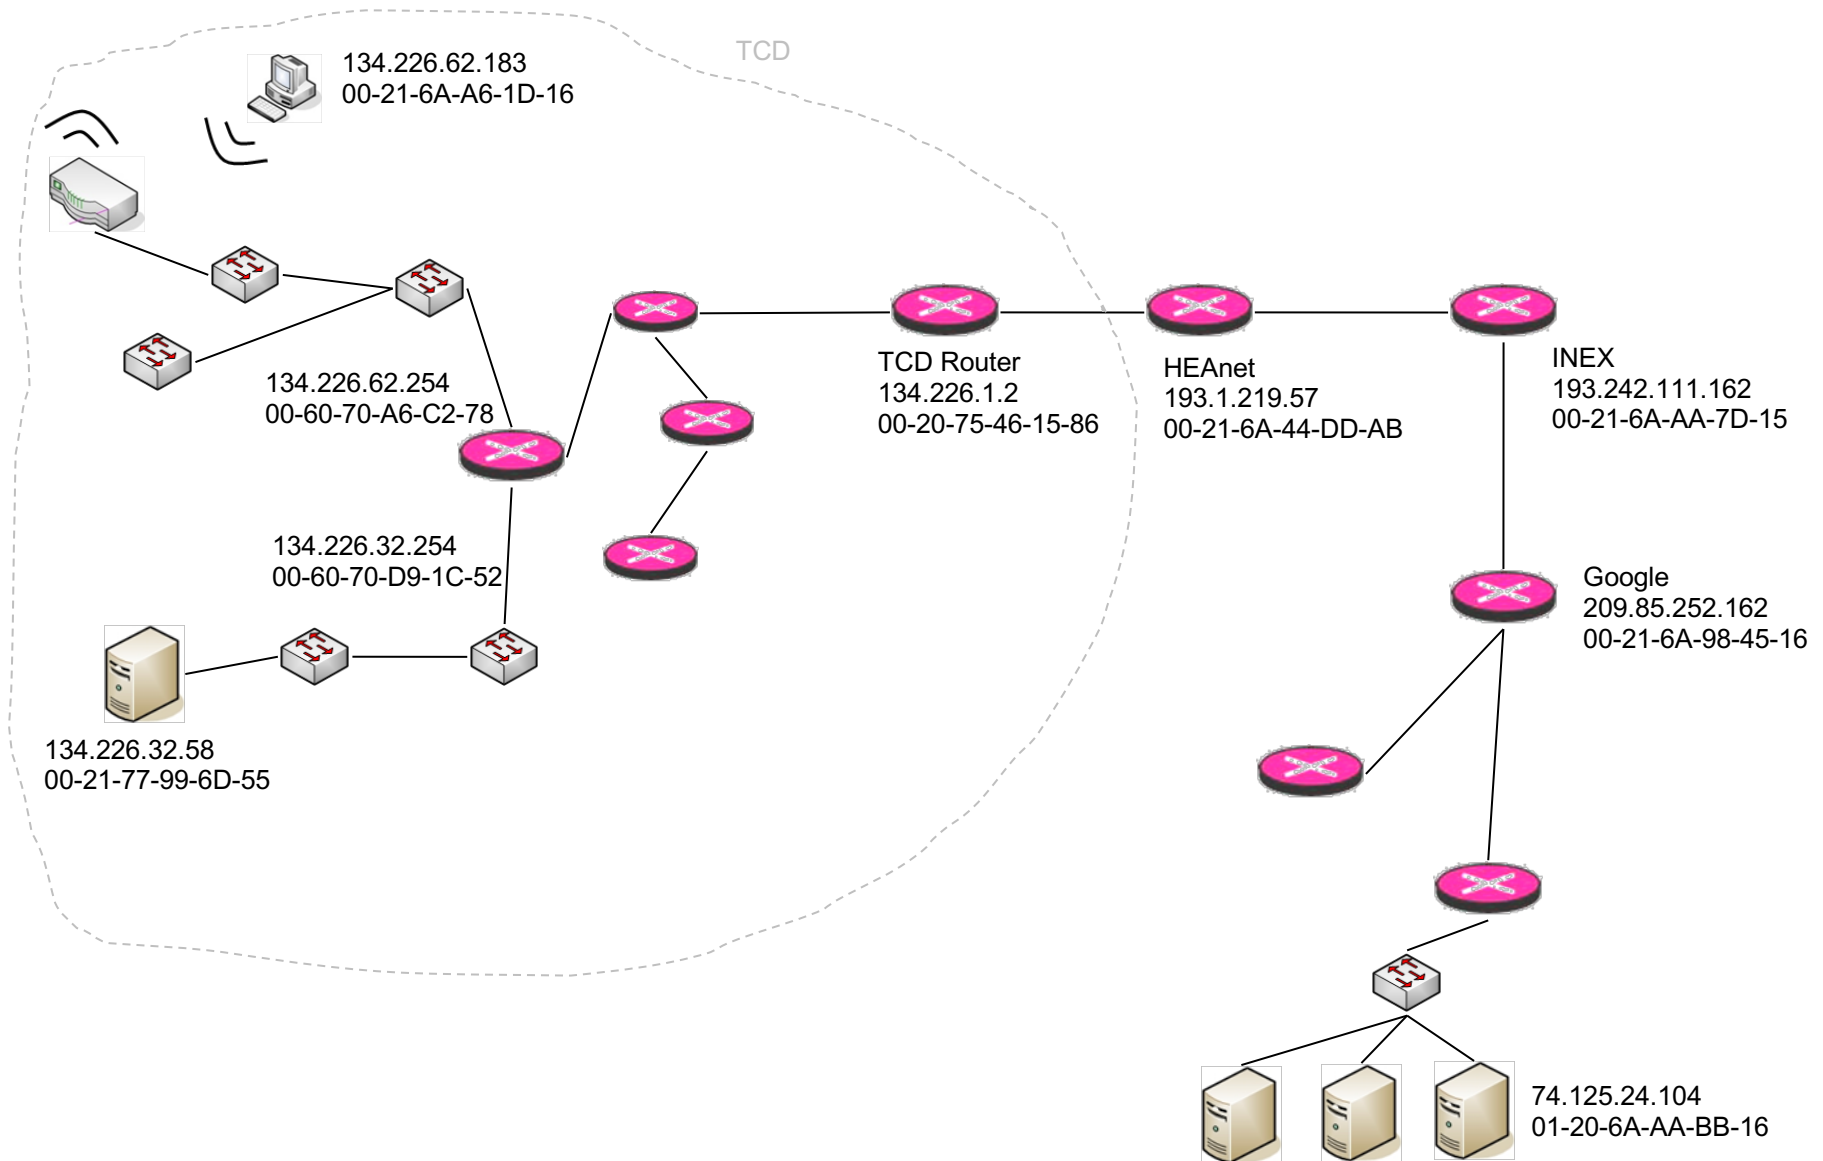 TCD
134.226.62.183
00-21-6A-A6-1D-16
134.226.62.254
00-60-70-A6-C2-78
TCD Router
134.226.1.2
00-20-75-46-15-86
HEAnet
193.1.219.57
00-21-6A-44-DD-AB
INEX
193.242.111.162
00-21-6A-AA-7D-15
134.226.32.254
00-60-70-D9-1C-52
Google
209.85.252.162
00-21-6A-98-45-16
134.226.32.58
00-21-77-99-6D-55
74.125.24.104
01-20-6A-AA-BB-16